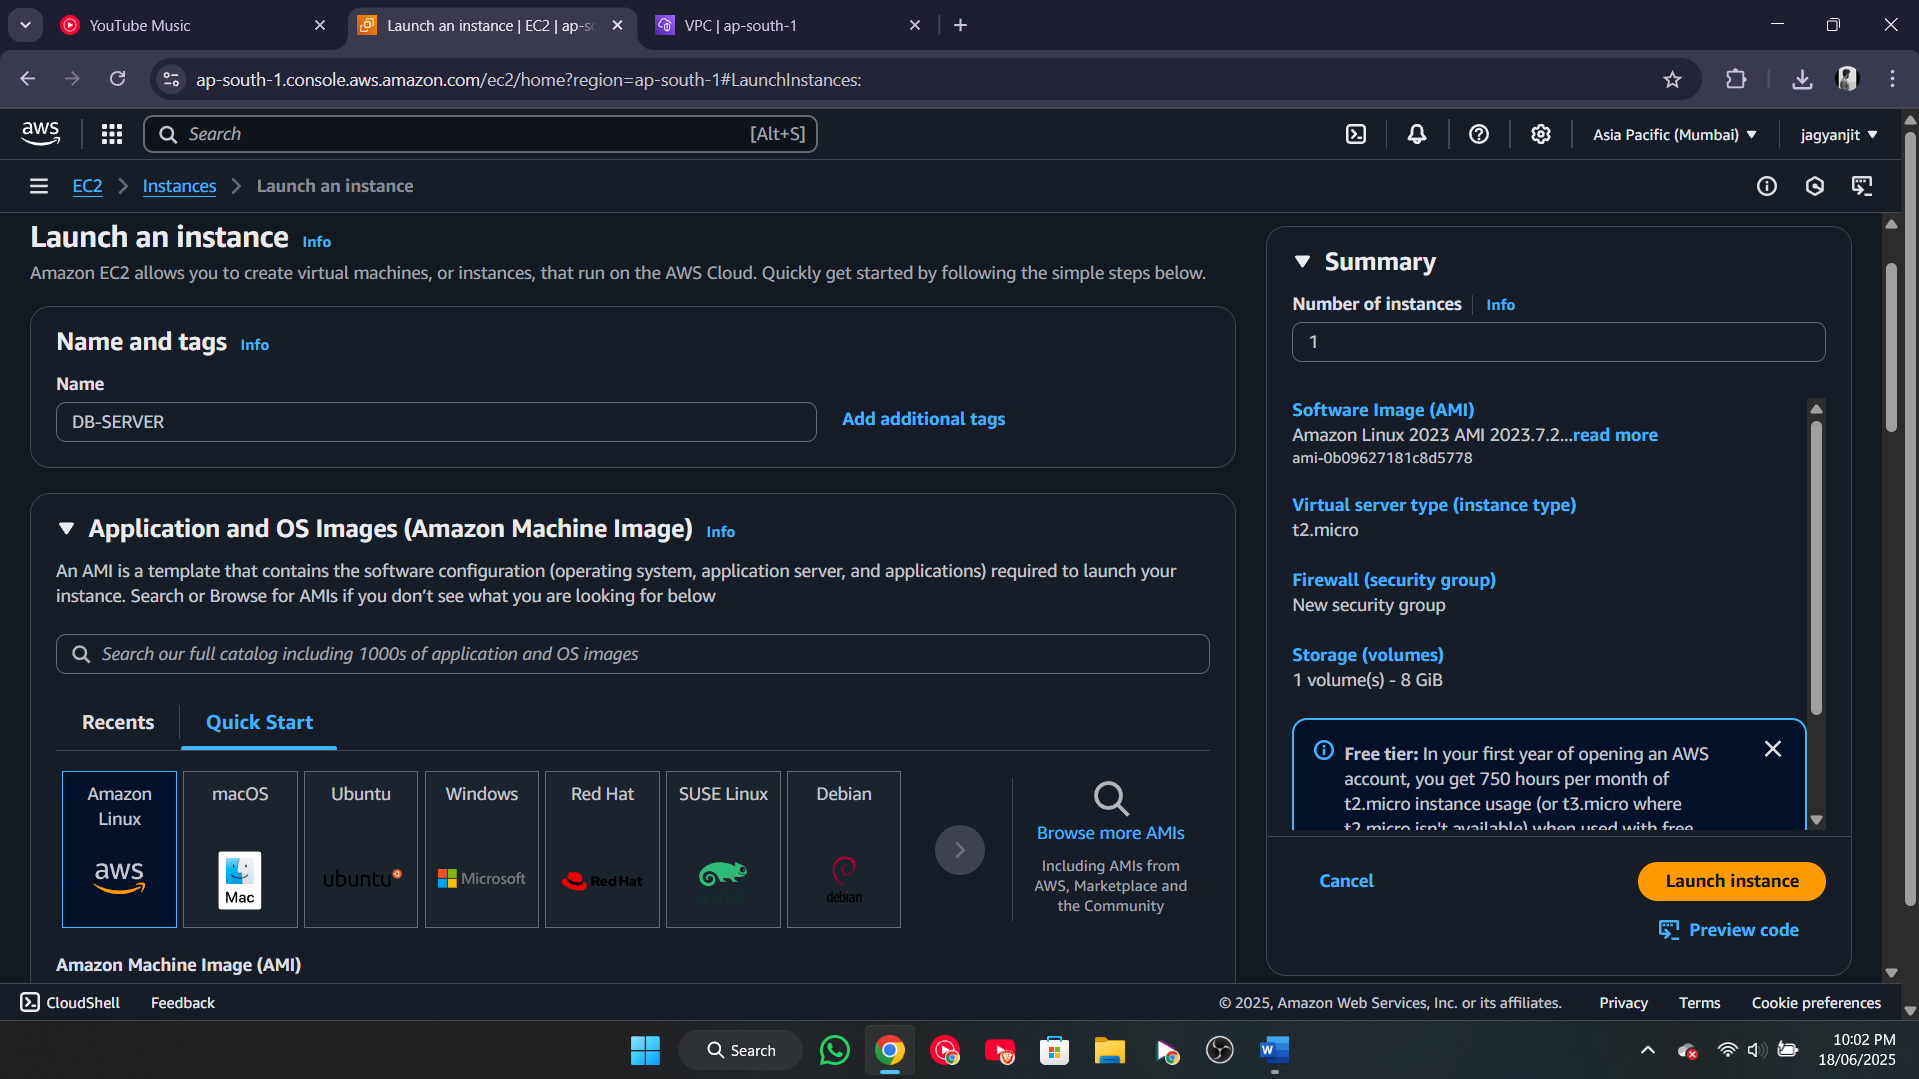 YouTube Music
Launch an instance | EC2 | ap-so
VPC | ap-south-1
ap-south-1.console.aws.amazon.com/ec2/home?region=ap-south-1#LaunchInstances:
aws
Search
[Alt+S]
Asia Pacific (Mumbai)
jagyanjit
EC2
Instances
Launch an instance
Launch an instance Info
Amazon EC2 allows you to create virtual machines, or instances, that run on the AWS Cloud. Quickly get started by following the simple steps below.
Name and tags Info
Name
DB-SERVER
Add additional tags
Application and OS Images (Amazon Machine Image) Info
An AMI is a template that contains the software configuration (operating system, application server, and applications) required to launch your
instance. Search or Browse for AMIs if you don’t see what you are looking for below
Search our full catalog including 1000s of application and OS images
Recents
Quick Start
Amazon
Linux
aws
macOS
Mac
Ubuntu
ubuntu
Windows
Microsoft
Red Hat
Red Hat
SUSE Linux
SUSE
Debian
debian
Browse more AMIs
Including AMIs from
AWS, Marketplace and
the Community
Amazon Machine Image (AMI)
Summary
Number of instances
Info
1
Software Image (AMI)
Amazon Linux 2023 AMI 2023.7.2...read more
ami-0b09627181c8d5778
Virtual server type (instance type)
t2.micro
Firewall (security group)
New security group
Storage (volumes)
1 volume(s) - 8 GiB
Free tier: In your first year of opening an AWS
account, you get 750 hours per month of
t2.micro instance usage (or t3.micro where
t2.micro isn't available) when used with free
Cancel
Launch instance
Preview code
CloudShell
Feedback
© 2025, Amazon Web Services, Inc. or its affiliates.
Privacy
Terms
Cookie preferences
Search
W
10:02 PM
18/06/2025